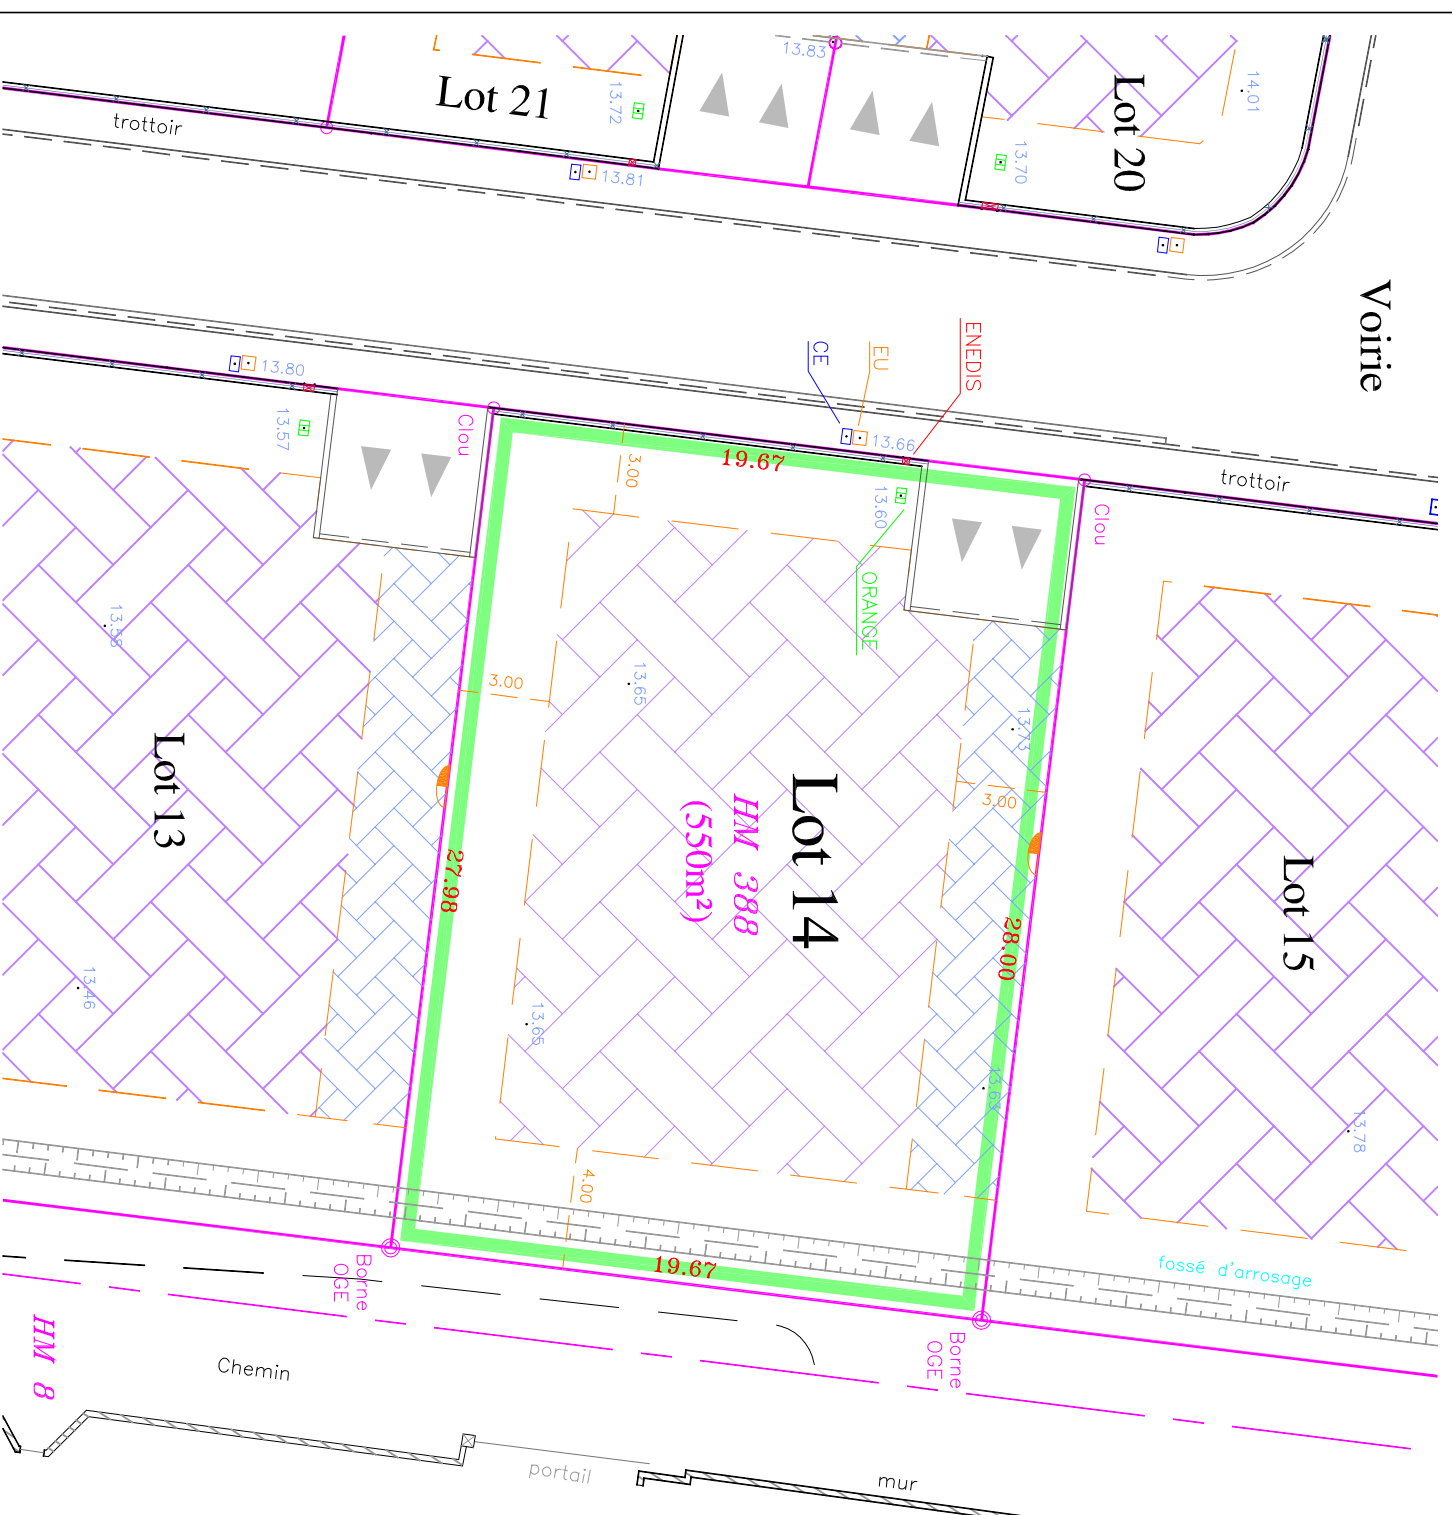 13.83
14.01
Lot 21
13.72
Lot 20
trottoir
13.70
13.81
Voirie
ENEDIS
EU
CE
13.80
13.57
Clou
13.66
19.67
3.00
trottoir
13.60
Clou
ORANGE
13.58
13.65
3.00
13.73
3.00
Lot 13
Lot 14
HM 388
(550m²)
Lot 15
27.98
28.00
13.46
13.65
13.63
13.78
4.00
19.67
fossé d'arrosage
Borne
OGE
Borne
OGE
HM 8
Chemin
portail
mur